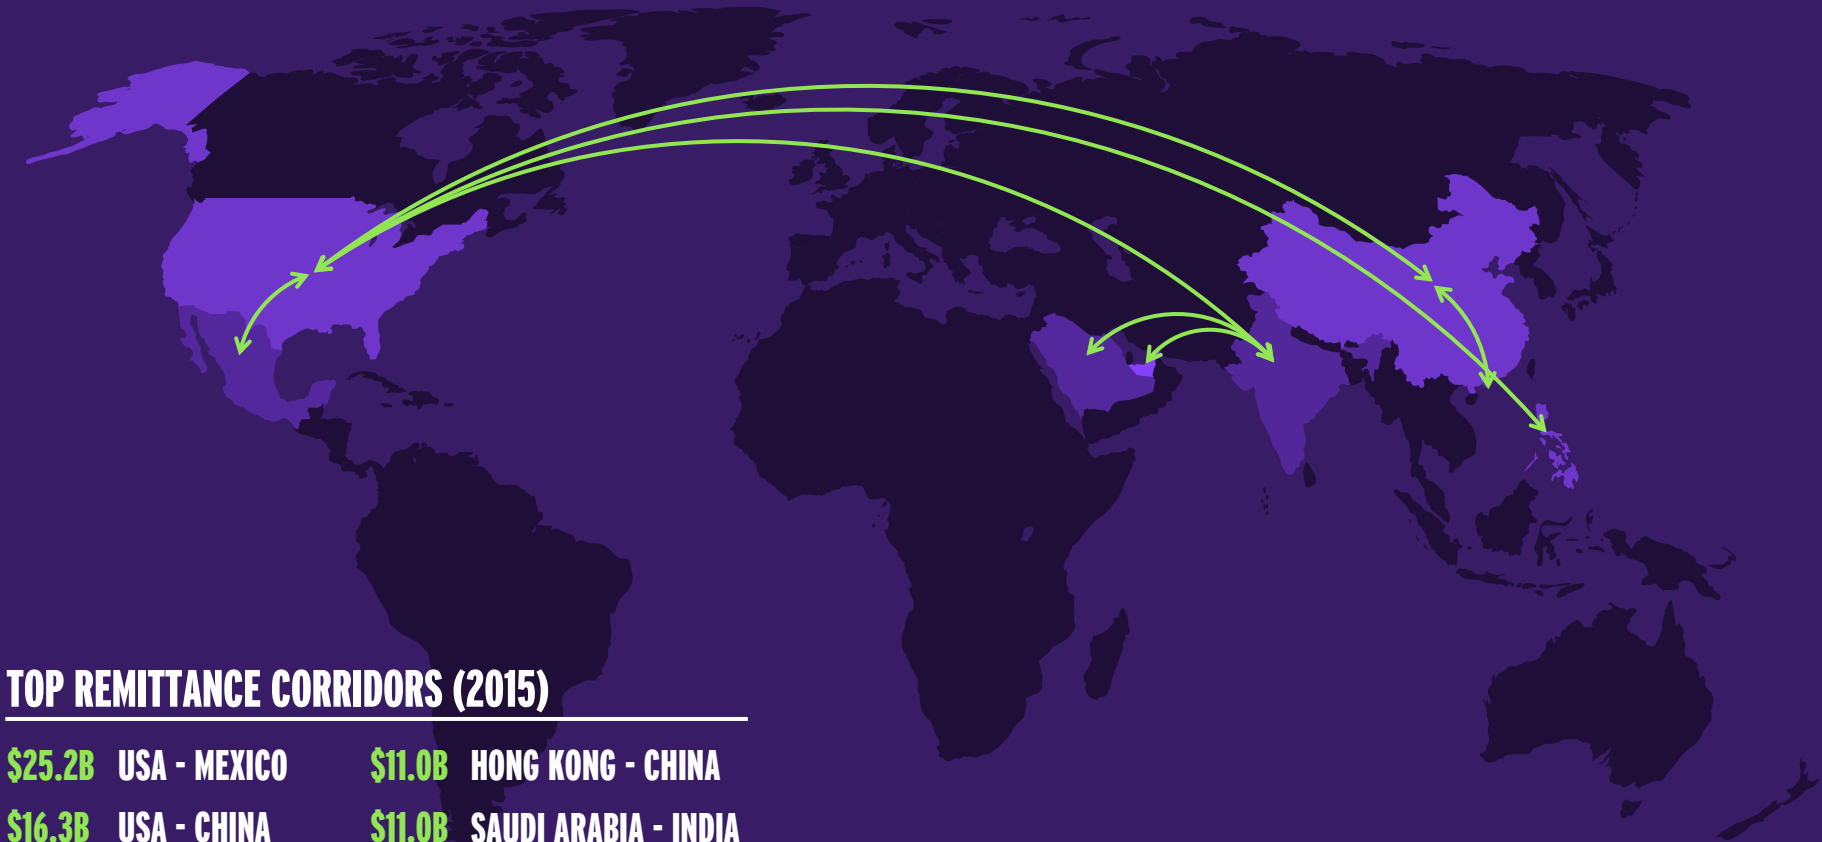 TOP REMITTANCE CORRIDORS (2015)
$25.2B USA - MEXICO $11.0B HONG KONG - CHINA
$16.3B USA - CHINA $11.0B SAUDI ARABIA - INDIA